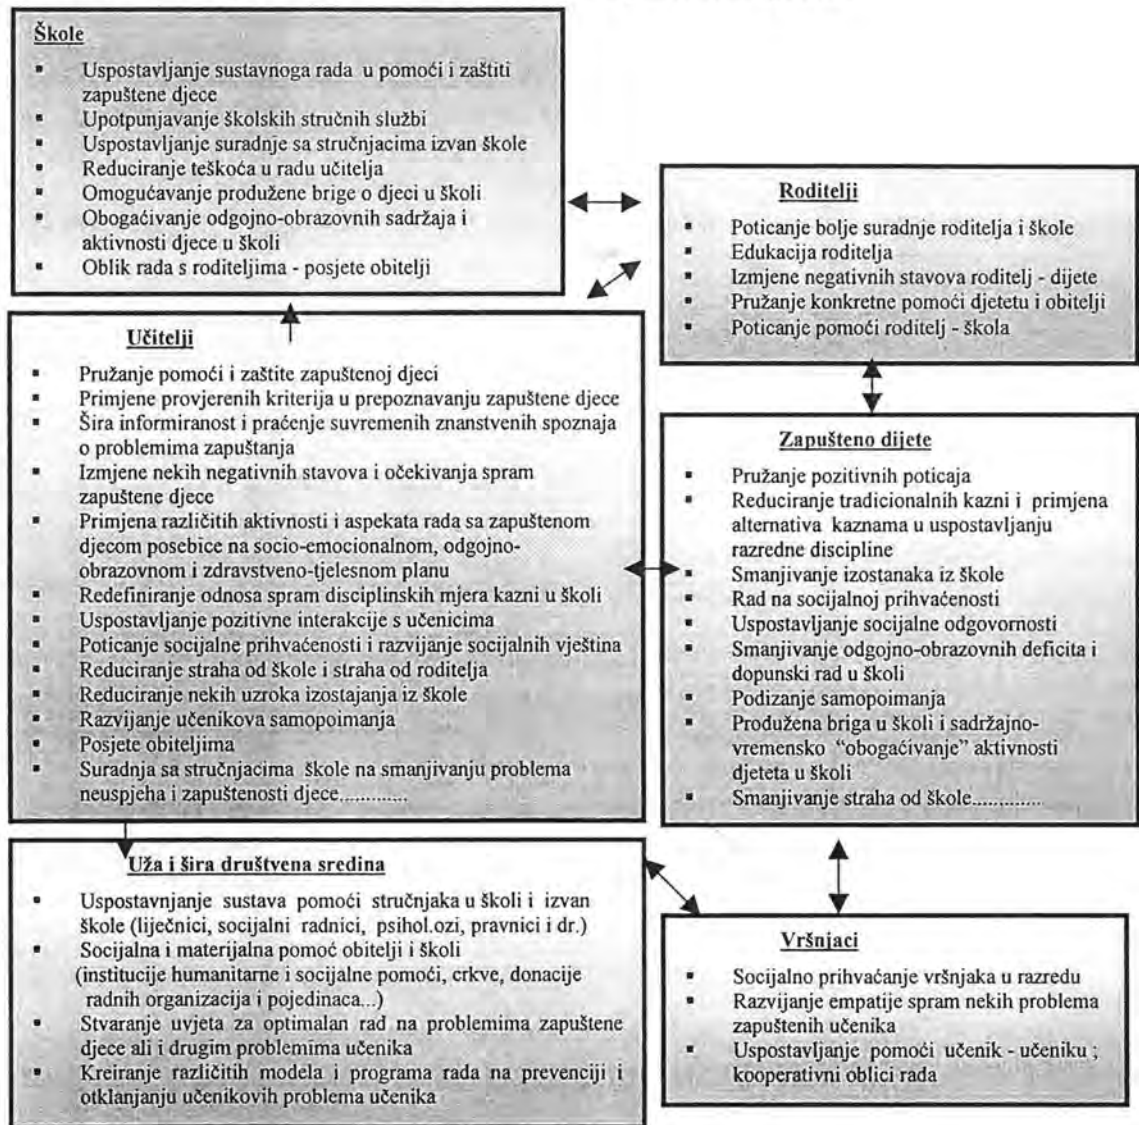 Škole
▪ Uspostavljanje sustavnoga rada u pomoći i zaštiti
zapuštene djece
▪ Upotpunjavanje školskih stručnih službi
▪ Uspostavljanje suradnje sa stručnjacima izvan škole
▪ Reduciranje teškoća u radu učitelja
▪ Omogućavanje produžene brige o djeci u školi
▪ Obogaćivanje odgojno-obrazovnih sadržaja i
aktivnosti djece u školi
▪ Oblik rada s roditeljima - posjete obitelji
Roditelji
▪ Poticanje bolje suradnje roditelja i škole
▪ Edukacija roditelja
▪ Izmjene negativnih stavova roditelj - dijete
▪ Pružanje konkretne pomoći djetetu i obitelji
▪ Poticanje pomoći roditelj - škola
Učitelji
▪ Pružanje pomoći i zaštite zapuštenoj djeci
▪ Primjene provjerenih kriterija u prepoznavanju zapuštene djece
▪ Šira informiranost i praćenje suvremenih znanstvenih spoznaja
o problemima zapuštanja
▪ Izmjene nekih negativnih stavova i očekivanja spram
zapuštene djece
▪ Primjena različitih aktivnosti i aspekata rada sa zapuštenom
djecom posebice na socio-emocionalnom, odgojno-
obrazovnom i zdravstveno-tjelesnom planu
▪ Redefiniranje odnosa spram disciplinskih mjera kazni u školi
▪ Uspostavljanje pozitivne interakcije s učenicima
▪ Poticanje socijalne prihvaćenosti i razvijanje socijalnih vještina
▪ Reduciranje straha od škole i straha od roditelja
▪ Reduciranje nekih uzroka izostajanja iz škole
▪ Razvijanje učenikova samopoimanja
▪ Posjete obiteljima
▪ Suradnja sa stručnjacima škole na smanjivanju problema
neuspjeha i zapuštenosti djece.............
Zapušteno dijete
▪ Pružanje pozitivnih poticaja
▪ Reduciranje tradicionalnih kazni i primjena
alternativa kaznama u uspostavljanju
razredne discipline
▪ Smanjivanje izostanaka iz škole
▪ Rad na socijalnoj prihvaćenosti
▪ Uspostavljanje socijalne odgovornosti
▪ Smanjivanje odgojno-obrazovnih deficita i
dopunski rad u školi
▪ Podizanje samopoimanja
▪ Produžena briga u školi i sadržajno-
vremensko “obogaćivanje” aktivnosti
djeteta u školi
▪ Smanjivanje straha od škole.............
Uža i šira društvena sredina
▪ Uspostavnjanje sustava pomoći stručnjaka u školi i izvan
škole (liječnici, socijalni radnici, psihol.ozi, pravnici i dr.)
▪ Socijalna i materijalna pomoć obitelji i školi
(institucije humanitarne i socijalne pomoći, crkve, donacije
radnih organizacija i pojedinaca...)
▪ Stvaranje uvjeta za optimalan rad na problemima zapuštene
djece ali i drugim problemima učenika
▪ Kreiranje različitih modela i programa rada na prevenciji i
otklanjanju učenikovih problema učenika
Vršnjaci
▪ Socijalno prihvaćanje vršnjaka u razredu
▪ Razvijanje empatije spram nekih problema
zapuštenih učenika
▪ Uspostavljanje pomoći učenik - učeniku ;
kooperativni oblici rada